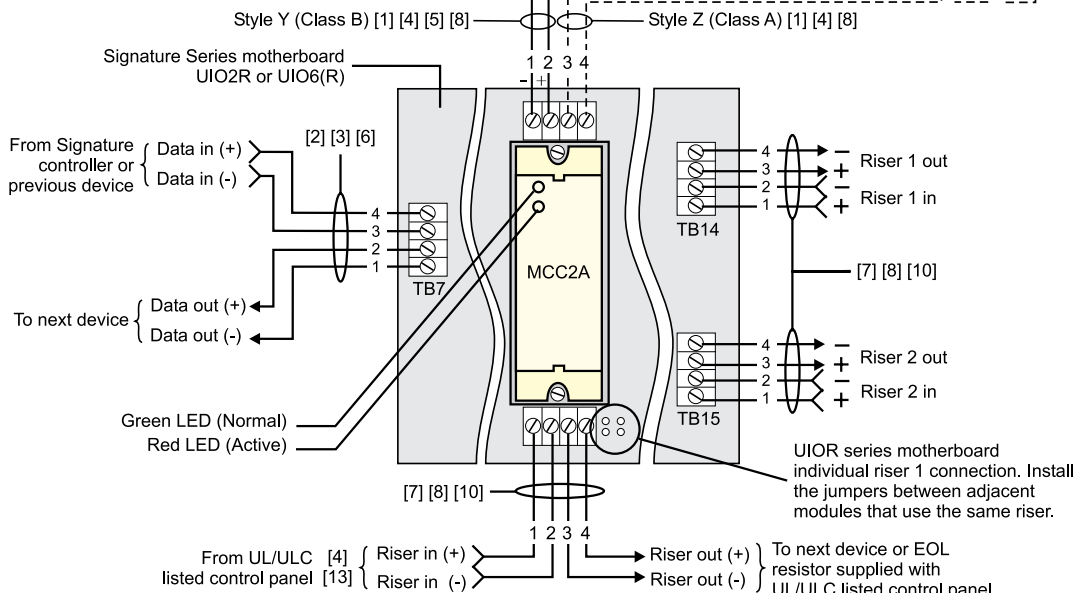 Style Y (Class B) [1] [4] [5] [8]
Style Z (Class A) [1] [4] [8]
1 2 3 4
- +
Signature Series motherboard
UIO2R or UIO6(R)
[2] [3] [6]
From Signature
controller or
previous device
Data in (+)
Data in (-)
4
3
2
1
TB7
To next device
Data out (+)
Data out (-)
MCC2A
Green LED (Normal)
Red LED (Active)
4 − Riser 1 out
3 +
2 − Riser 1 in
1 +
TB14
[7] [8] [10]
4 − Riser 2 out
3 +
2 − Riser 2 in
1 +
TB15
UIOR series motherboard
individual riser 1 connection. Install
the jumpers between adjacent
modules that use the same riser.
[7] [8] [10]
1 2 3 4
From UL/ULC [4]
listed control panel [13]
Riser in (+)
Riser in (-)
Riser out (+)
Riser out (-)
To next device or EOL
resistor supplied with
UL/ULC listed control panel